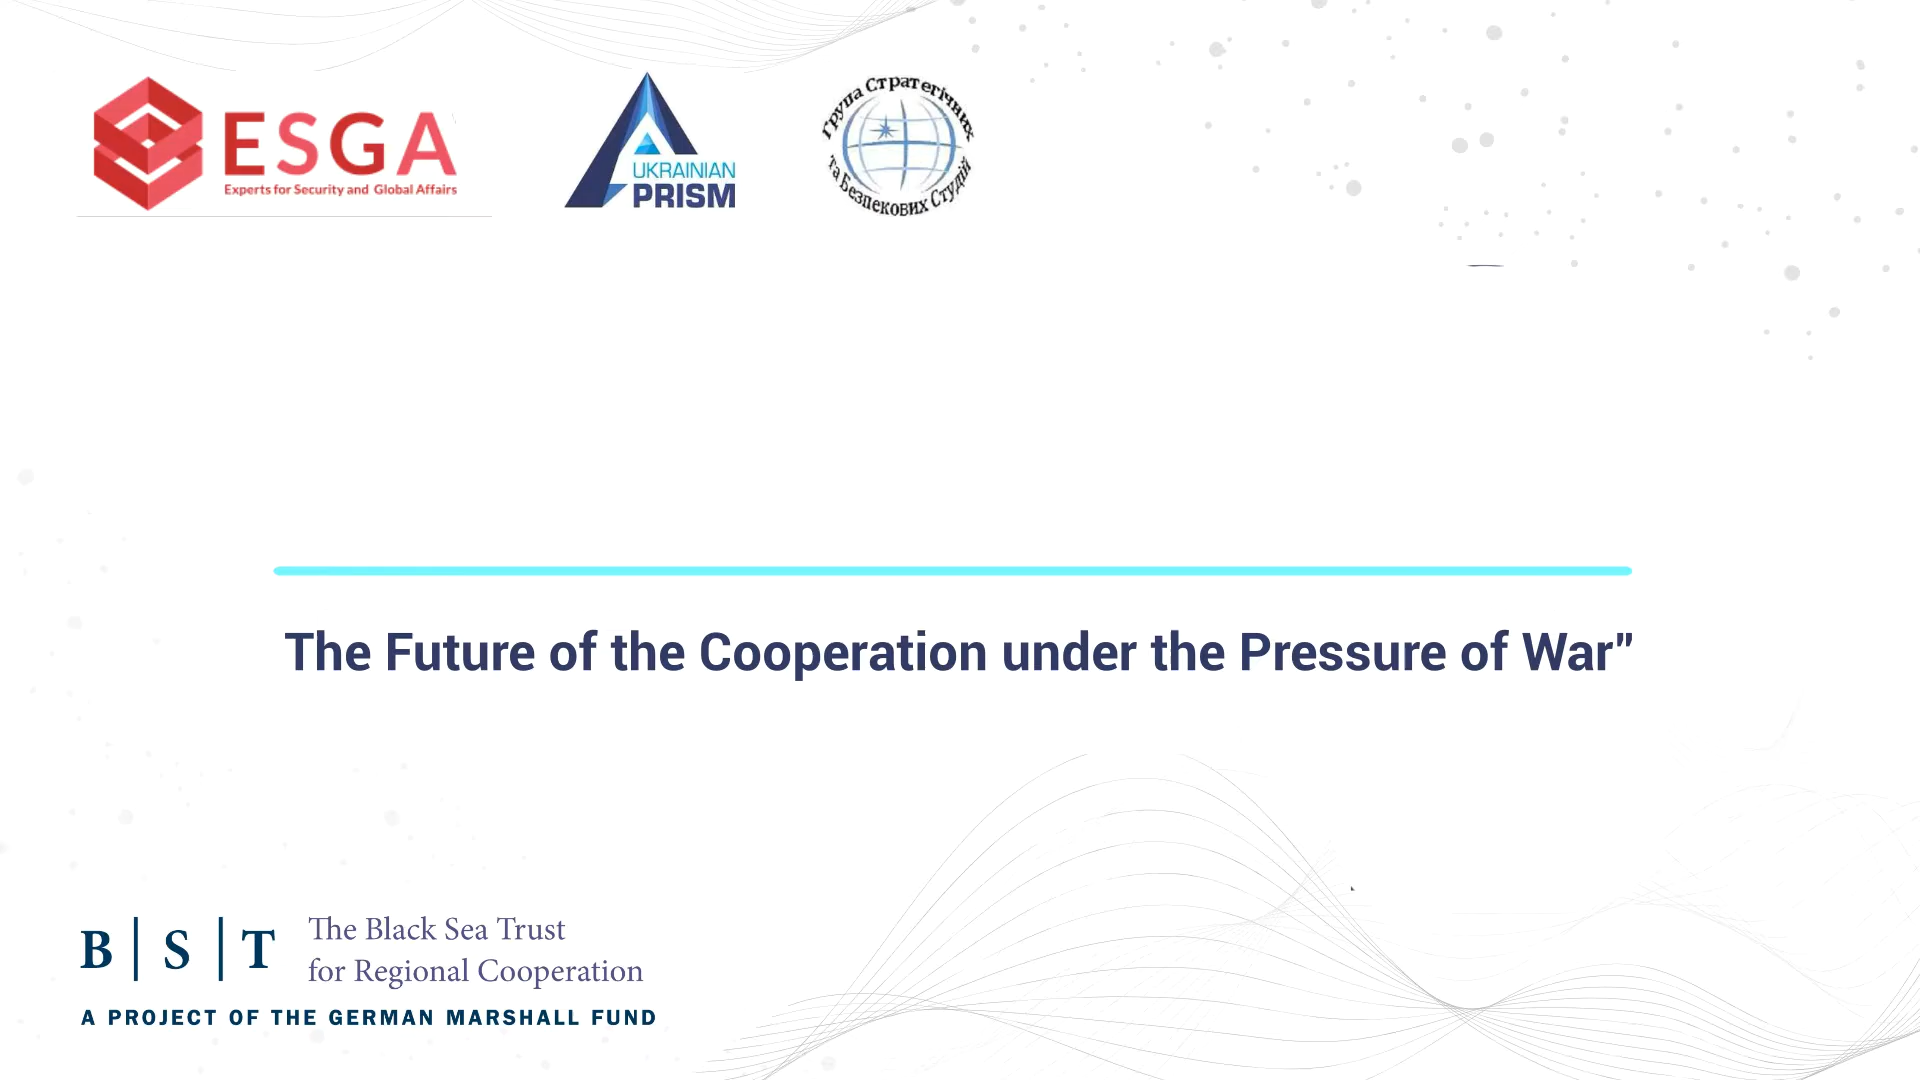 ESGA
Experts for Security and Global Affairs
UKRAINIAN
PRISM
Група Стратегічних
та Безпекових Студій
The Future of the Cooperation under the Pressure of War"
B | S | T
The Black Sea Trust
for Regional Cooperation
A PROJECT OF THE GERMAN MARSHALL FUND